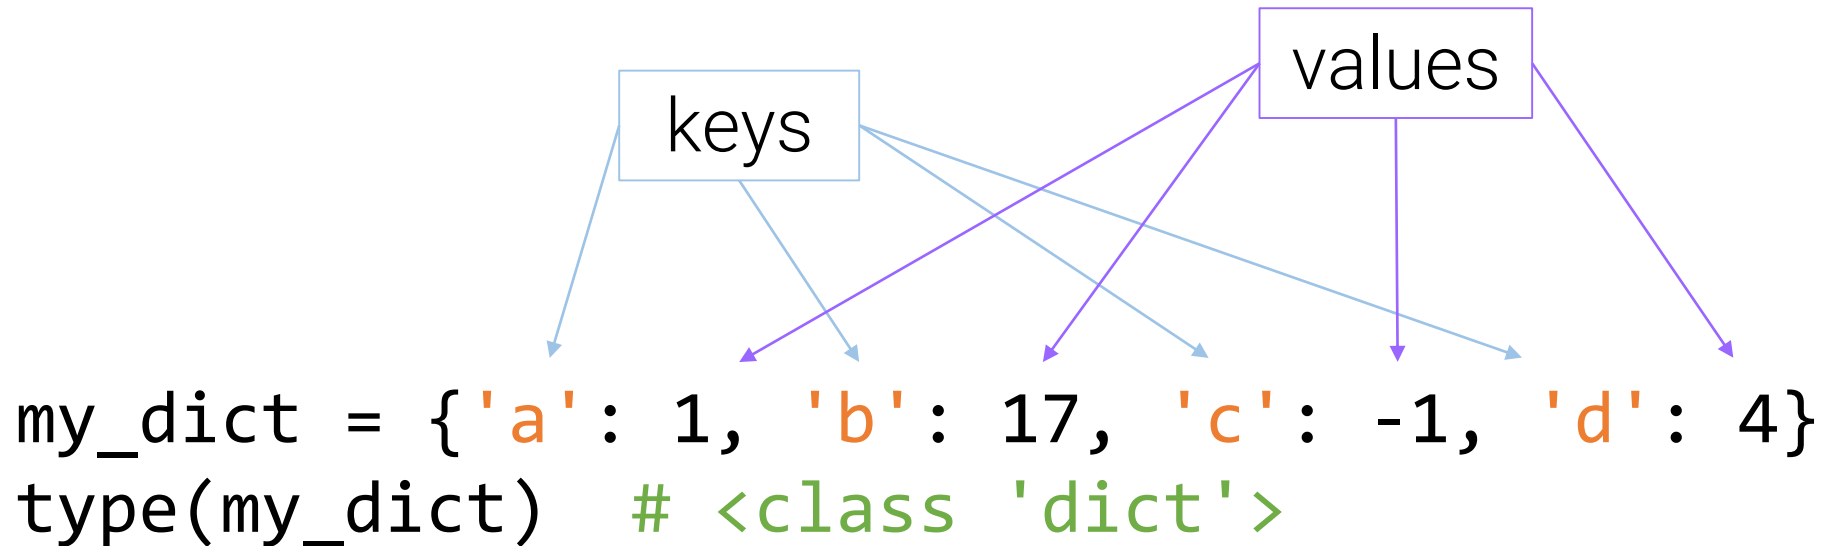 values
keys
my_dict = {'a': 1, 'b': 17, 'c': -1, 'd': 4}
type(my_dict)  # <class 'dict'>